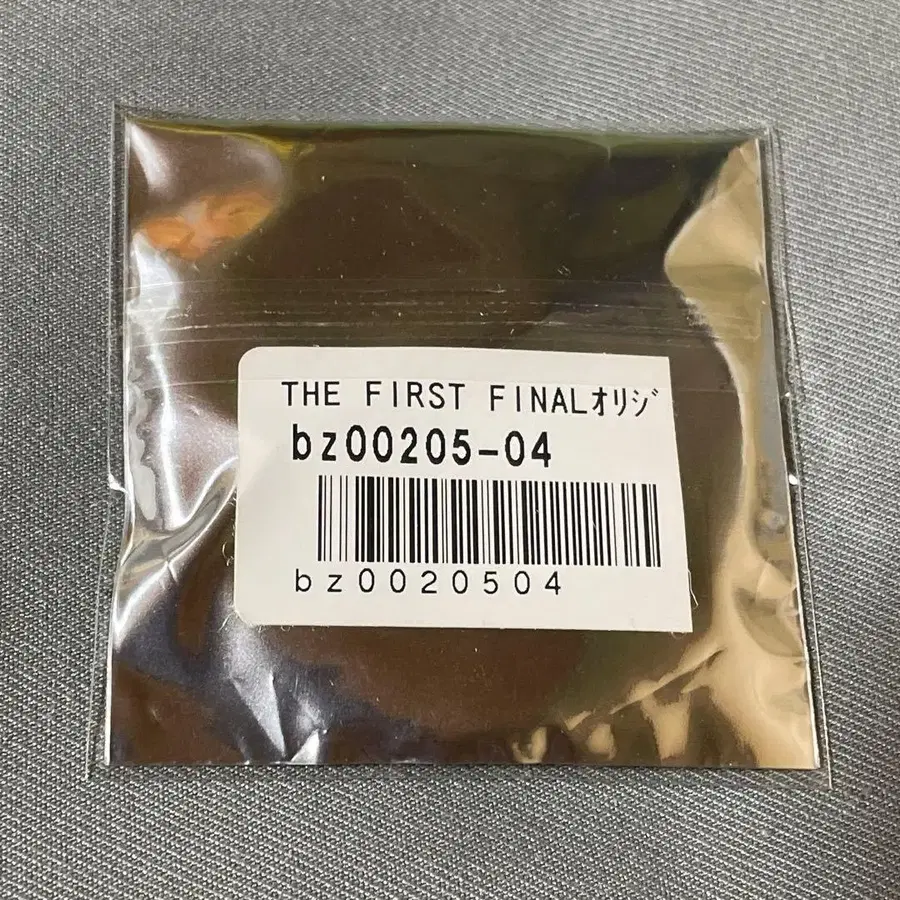 THE FIRST FINALｵﾘｼﾞ
bz00205-04
bz0020504